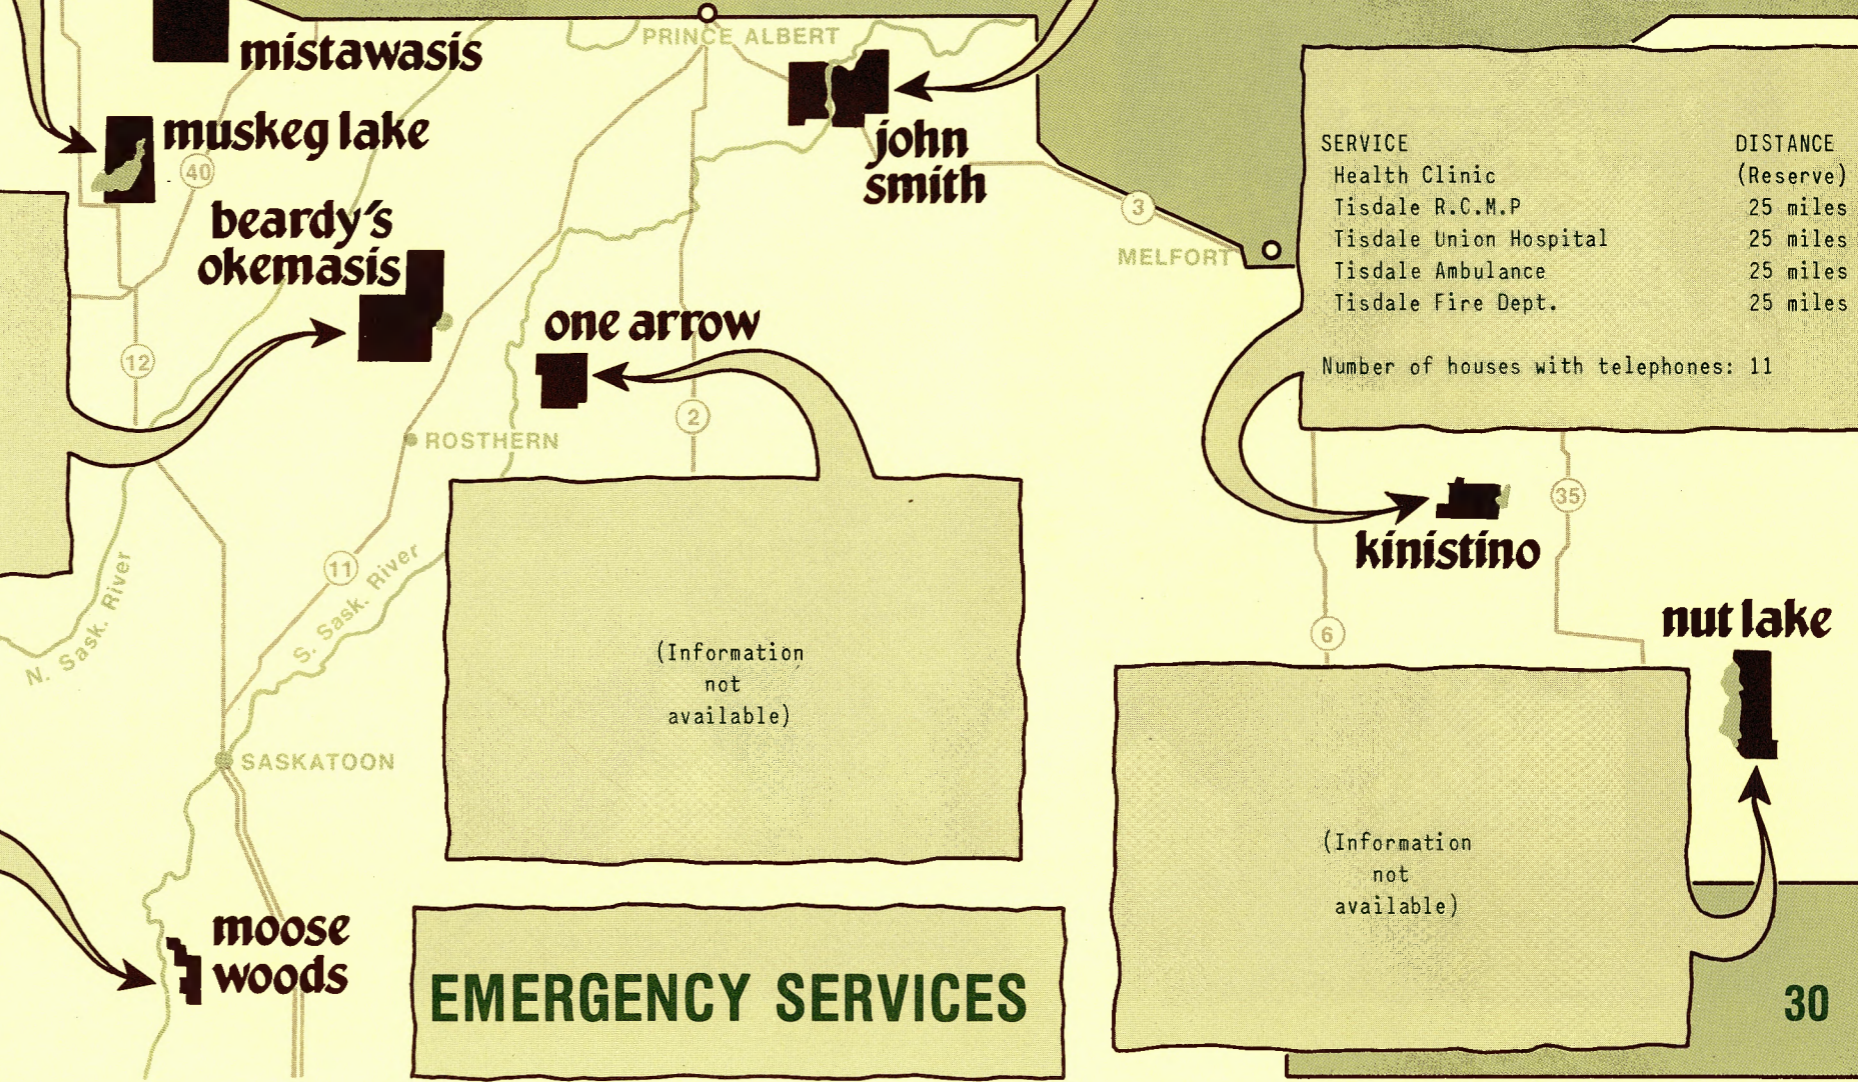 PRINCE ALBERT
mistawasis
muskeg lake
40
john
smith
beardy's
okemasis
3
MELFORT
SERVICE DISTANCE
Health Clinic (Reserve)
Tisdale R.C.M.P 25 miles
Tisdale Union Hospital 25 miles
Tisdale Ambulance 25 miles
Tisdale Fire Dept. 25 miles
Number of houses with telephones: 11
one arrow
12
2
ROSTHERN
35
kinistino
11
N. Sask. River
S. Sask. River
6
nut lake
(Information
not
available)
SASKATOON
(Information
not
available)
moose
woods
EMERGENCY SERVICES
30